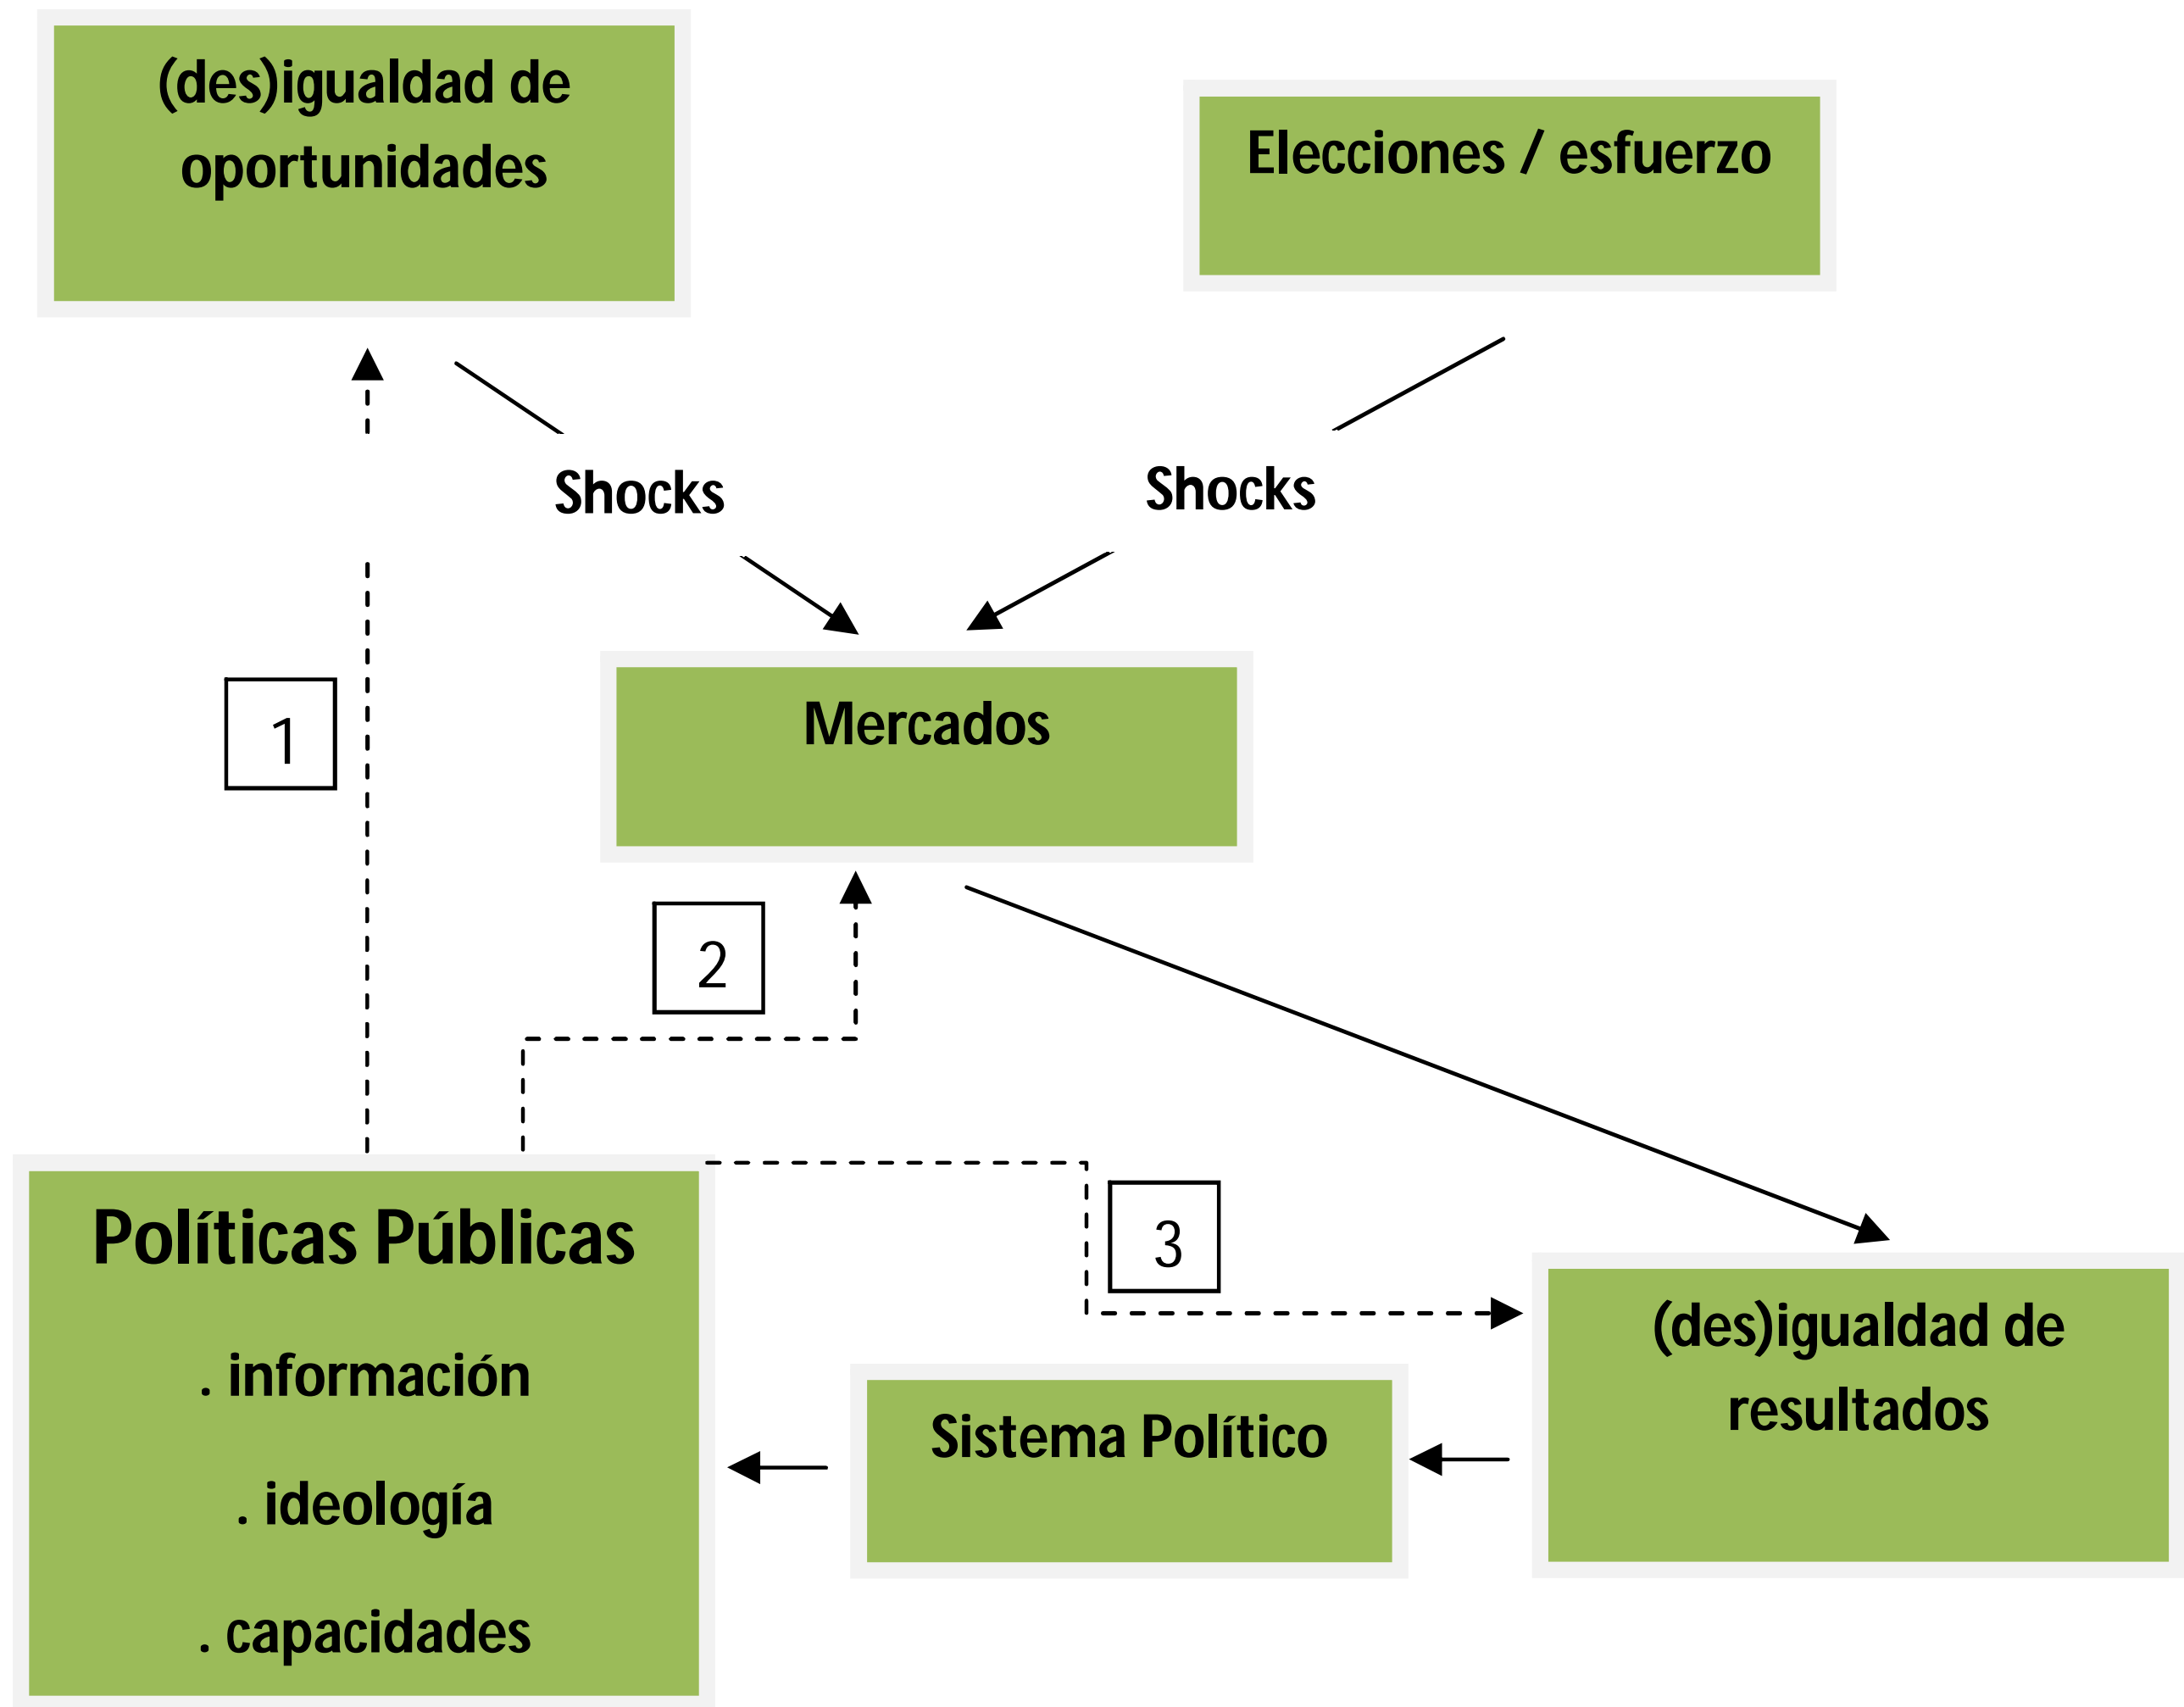 (des)igualdad de
oportunidades
Elecciones / esfuerzo
Shocks
Shocks
Mercados
1
2
3
Políticas Públicas
. información
. ideología
. capacidades
Sistema Político
(des)igualdad de
resultados